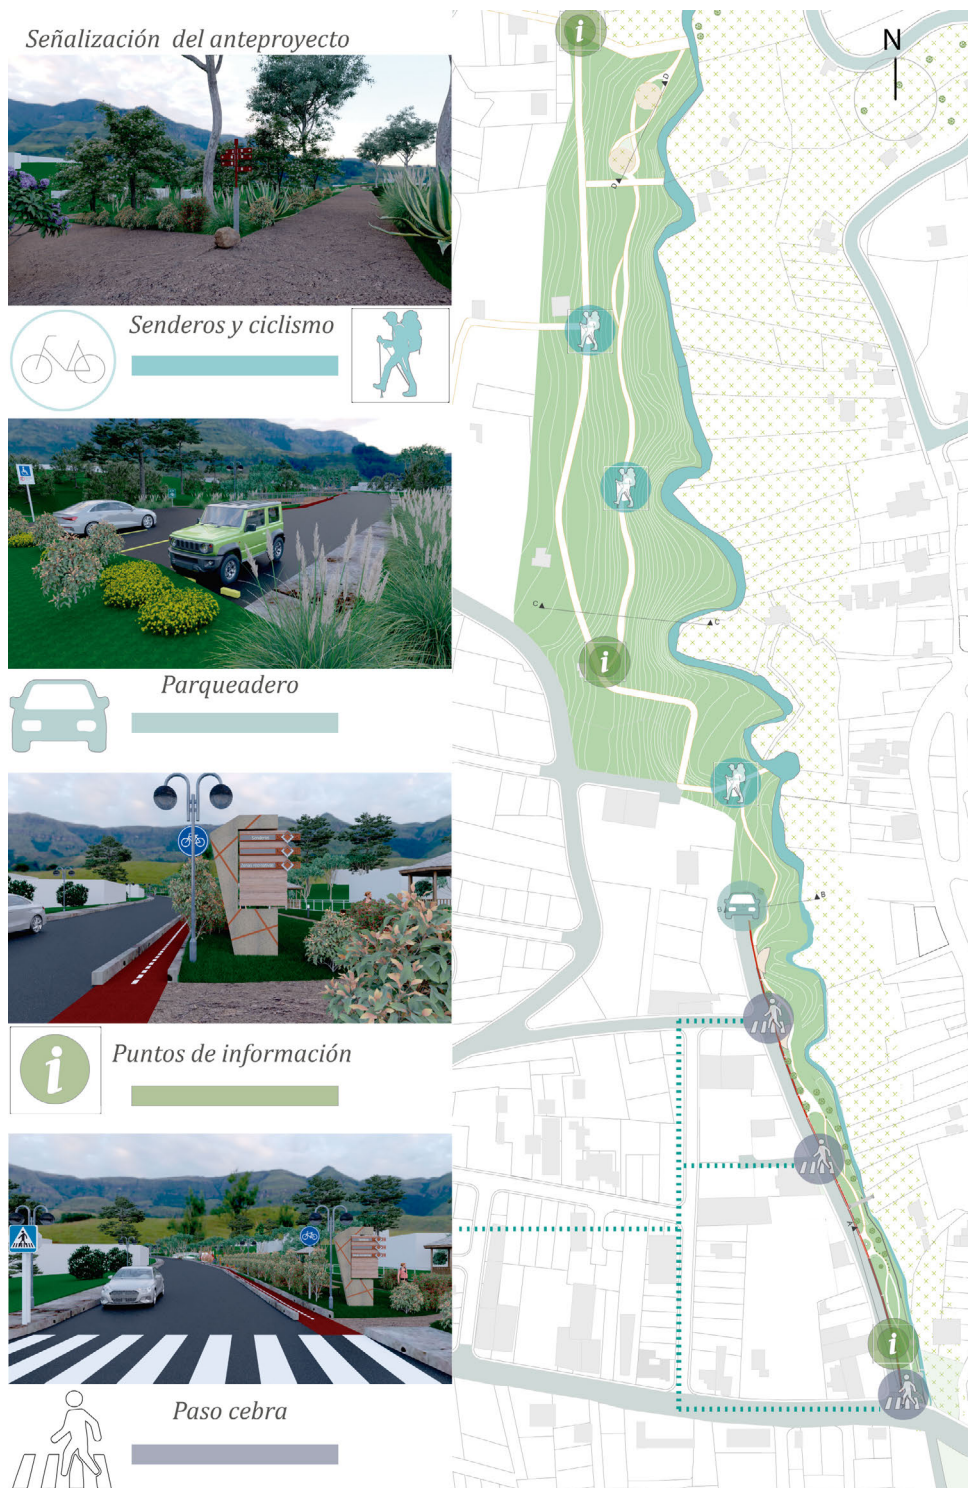 Señalización del anteproyecto
Senderos y ciclismo
Parqueadero
Puntos de información
Paso cebra
N
i
D
D
C
C
i
B
B
A
i
i